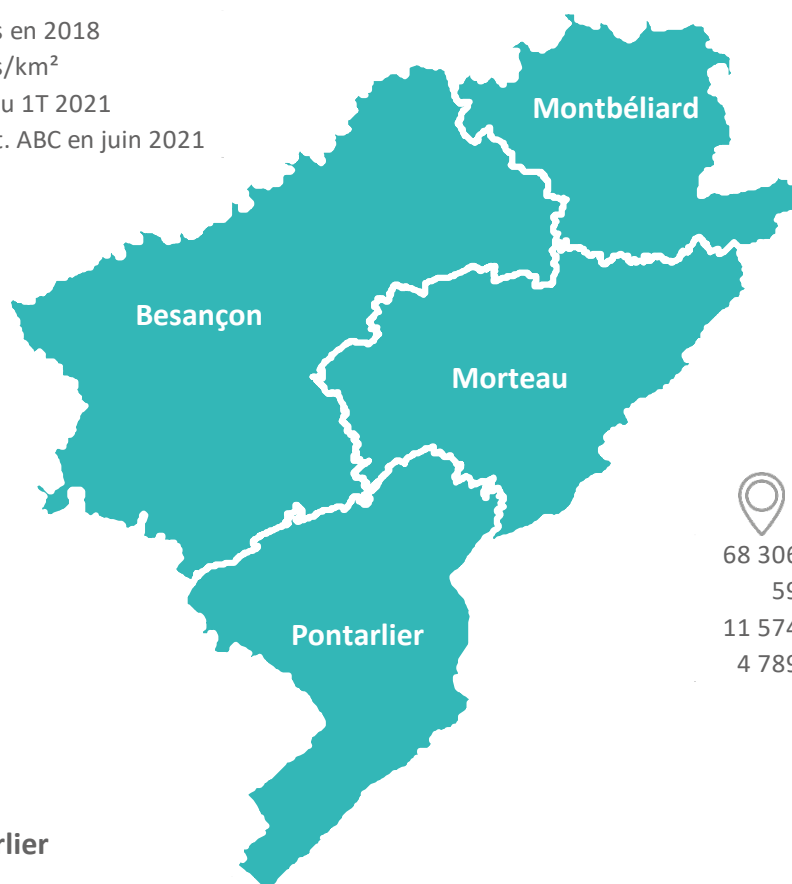 s en 2018
s/km²
u 1T 2021
t. ABC en juin 2021
Montbéliard
Besançon
Morteau
68 306
59
11 574
4 789
Pontarlier
rlier